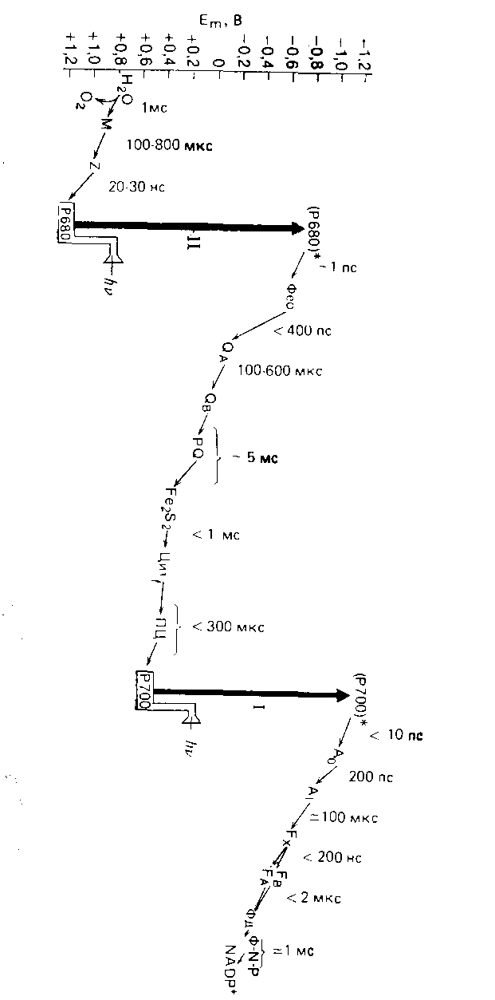 Em, В
+1,2 +1,0 +0,8 +0,6 +0,4 +0,2 0 -0,2 -0,4 -0,6 -0,8 -1,0 -1,2
H2O
O2
1мс
M
100-800 мкс
Z
20-30 нс
P680
hν
II
(P680)*
~1 пс
Фео
< 400 пс
QA
100-600 мкс
QB
PQ
~ 5 мс
Fe2S2
< 1 мс
Цит f
ПЦ
< 300 мкс
P700
hν
I
(P700)*
< 10 пс
A0
200 пс
A1
≃100 мкс
FX
< 200 нс
FA FB
< 2 мкс
ФД
Ф-N-P
≃1 мс
NADP+